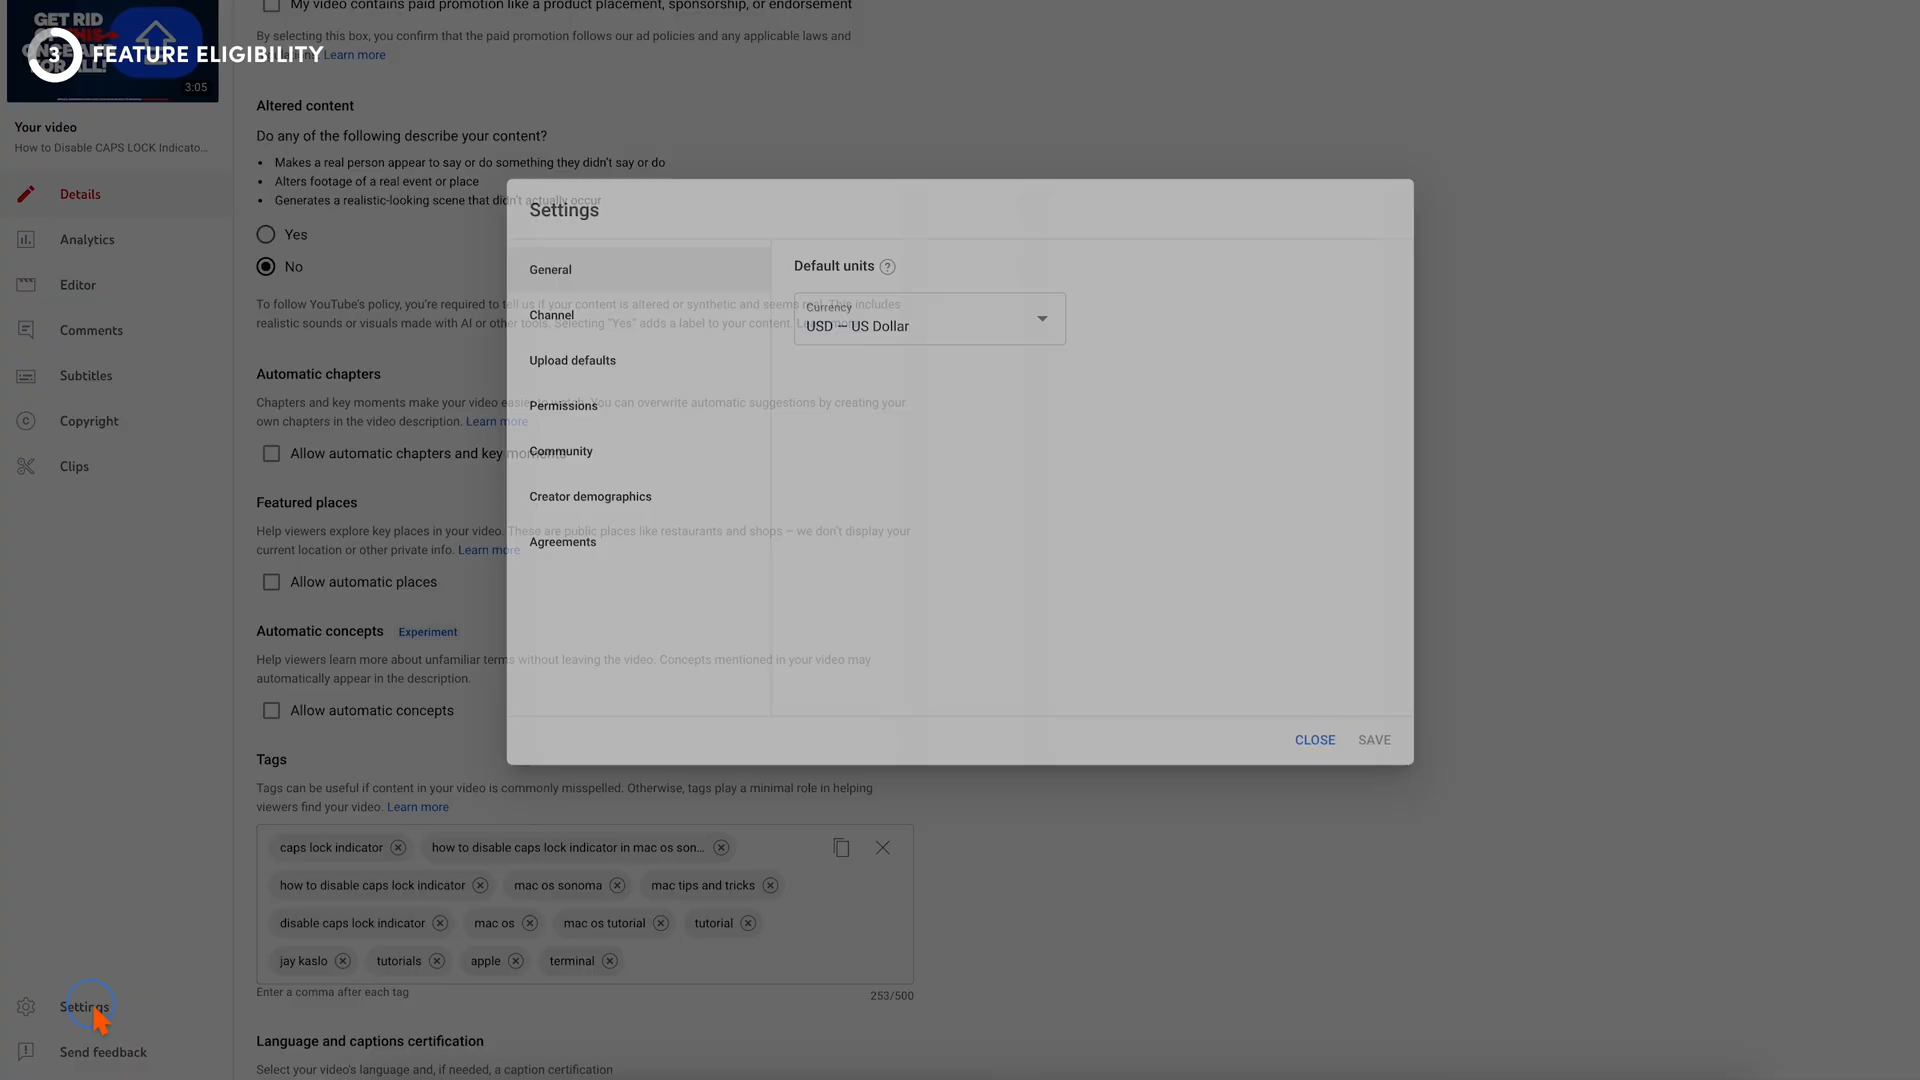 My video contains paid promotion like a product placement, sponsorship, or endorsement
By selecting this box, you confirm that the paid promotion follows our ad policies and any applicable laws and
Learn more
GET RID
FOR ALL!
3:05
3 FEATURE ELIGIBILITY
Your video
How to Disable CAPS LOCK Indicato...
Details
Analytics
Editor
Comments
Subtitles
Copyright
Clips
Settings
Send feedback
Altered content
Do any of the following describe your content?
• Makes a real person appear to say or do something they didn't say or do
• Alters footage of a real event or place
• Generates a realistic-looking scene that didn't actually occur
Yes
No
To follow YouTube's policy, you're required to tell us if your content is altered or synthetic and seems real. This includes
realistic sounds or visuals made with AI or other tools. Selecting "Yes" adds a label to your content. Learn more
Automatic chapters
Chapters and key moments make your video easier to watch. You can overwrite automatic suggestions by creating your
own chapters in the video description. Learn more
Allow automatic chapters and key moments
Featured places
Help viewers explore key places in your video. These are public places like restaurants and shops – we don't display your
current location or other private info. Learn more
Allow automatic places
Automatic concepts Experiment
Help viewers learn more about unfamiliar terms without leaving the video. Concepts mentioned in your video may
automatically appear in the description.
Allow automatic concepts
Tags
Tags can be useful if content in your video is commonly misspelled. Otherwise, tags play a minimal role in helping
viewers find your video. Learn more
caps lock indicator how to disable caps lock indicator in mac os son...
how to disable caps lock indicator mac os sonoma mac tips and tricks
disable caps lock indicator mac os mac os tutorial tutorial
jay kaslo tutorials apple terminal
Enter a comma after each tag 253/500
Language and captions certification
Select your video's language and, if needed, a caption certification
Settings
General
Channel
Upload defaults
Permissions
Community
Creator demographics
Agreements
Default units
Currency
USD – US Dollar
CLOSE SAVE